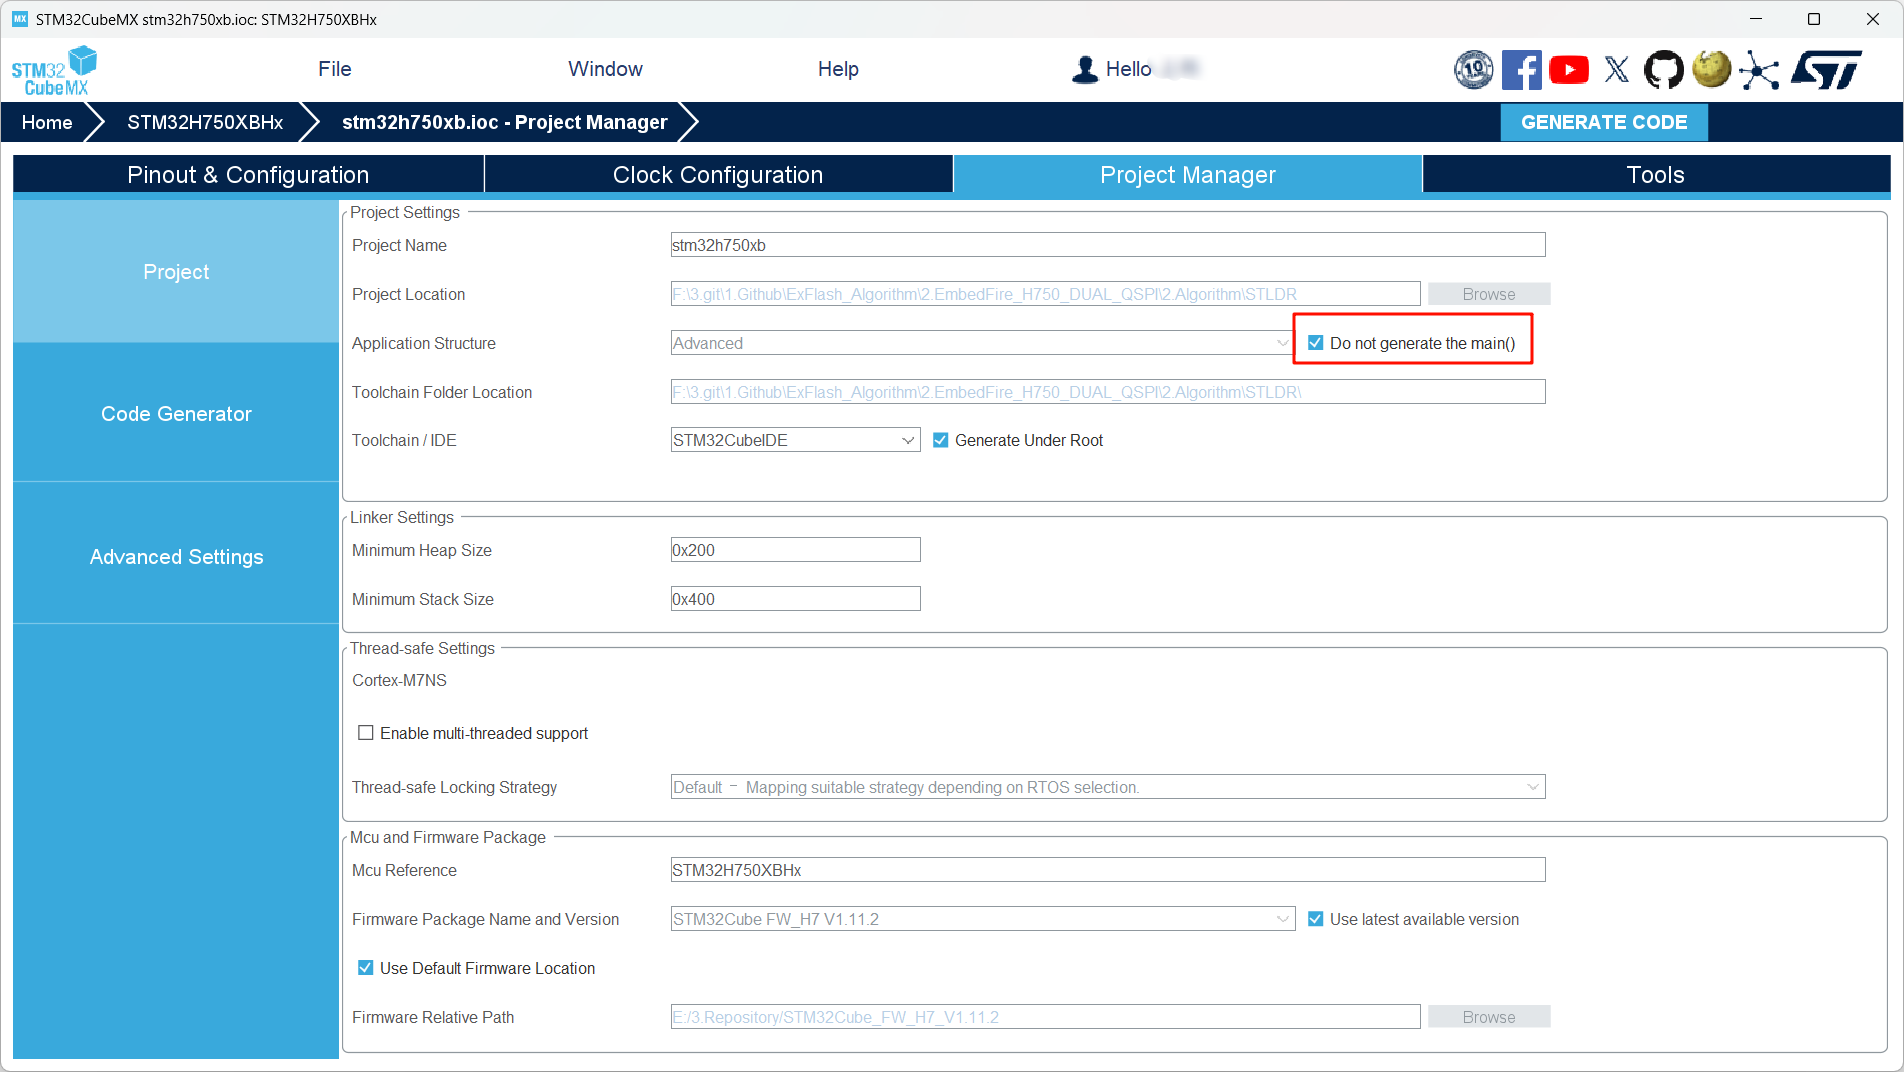 MX STM32CubeMX stm32h750xb.ioc: STM32H750XBHx
STM32
CubeMX
File
Window
Help
Hello
10
ST
Home
STM32H750XBHx
stm32h750xb.ioc - Project Manager
GENERATE CODE
Pinout & Configuration
Clock Configuration
Project Manager
Tools
Project
Code Generator
Advanced Settings
Project Settings
Project Name
stm32h750xb
Project Location
F:\3.git\1.Github\ExFlash_Algorithm\2.EmbedFire_H750_DUAL_QSPI\2.Algorithm\STLDR
Browse
Application Structure
Advanced
Do not generate the main()
Toolchain Folder Location
F:\3.git\1.Github\ExFlash_Algorithm\2.EmbedFire_H750_DUAL_QSPI\2.Algorithm\STLDR\
Toolchain / IDE
STM32CubeIDE
Generate Under Root
Linker Settings
Minimum Heap Size
0x200
Minimum Stack Size
0x400
Thread-safe Settings
Cortex-M7NS
Enable multi-threaded support
Thread-safe Locking Strategy
Default － Mapping suitable strategy depending on RTOS selection.
Mcu and Firmware Package
Mcu Reference
STM32H750XBHx
Firmware Package Name and Version
STM32Cube FW_H7 V1.11.2
Use latest available version
Use Default Firmware Location
Firmware Relative Path
E:/3.Repository/STM32Cube_FW_H7_V1.11.2
Browse